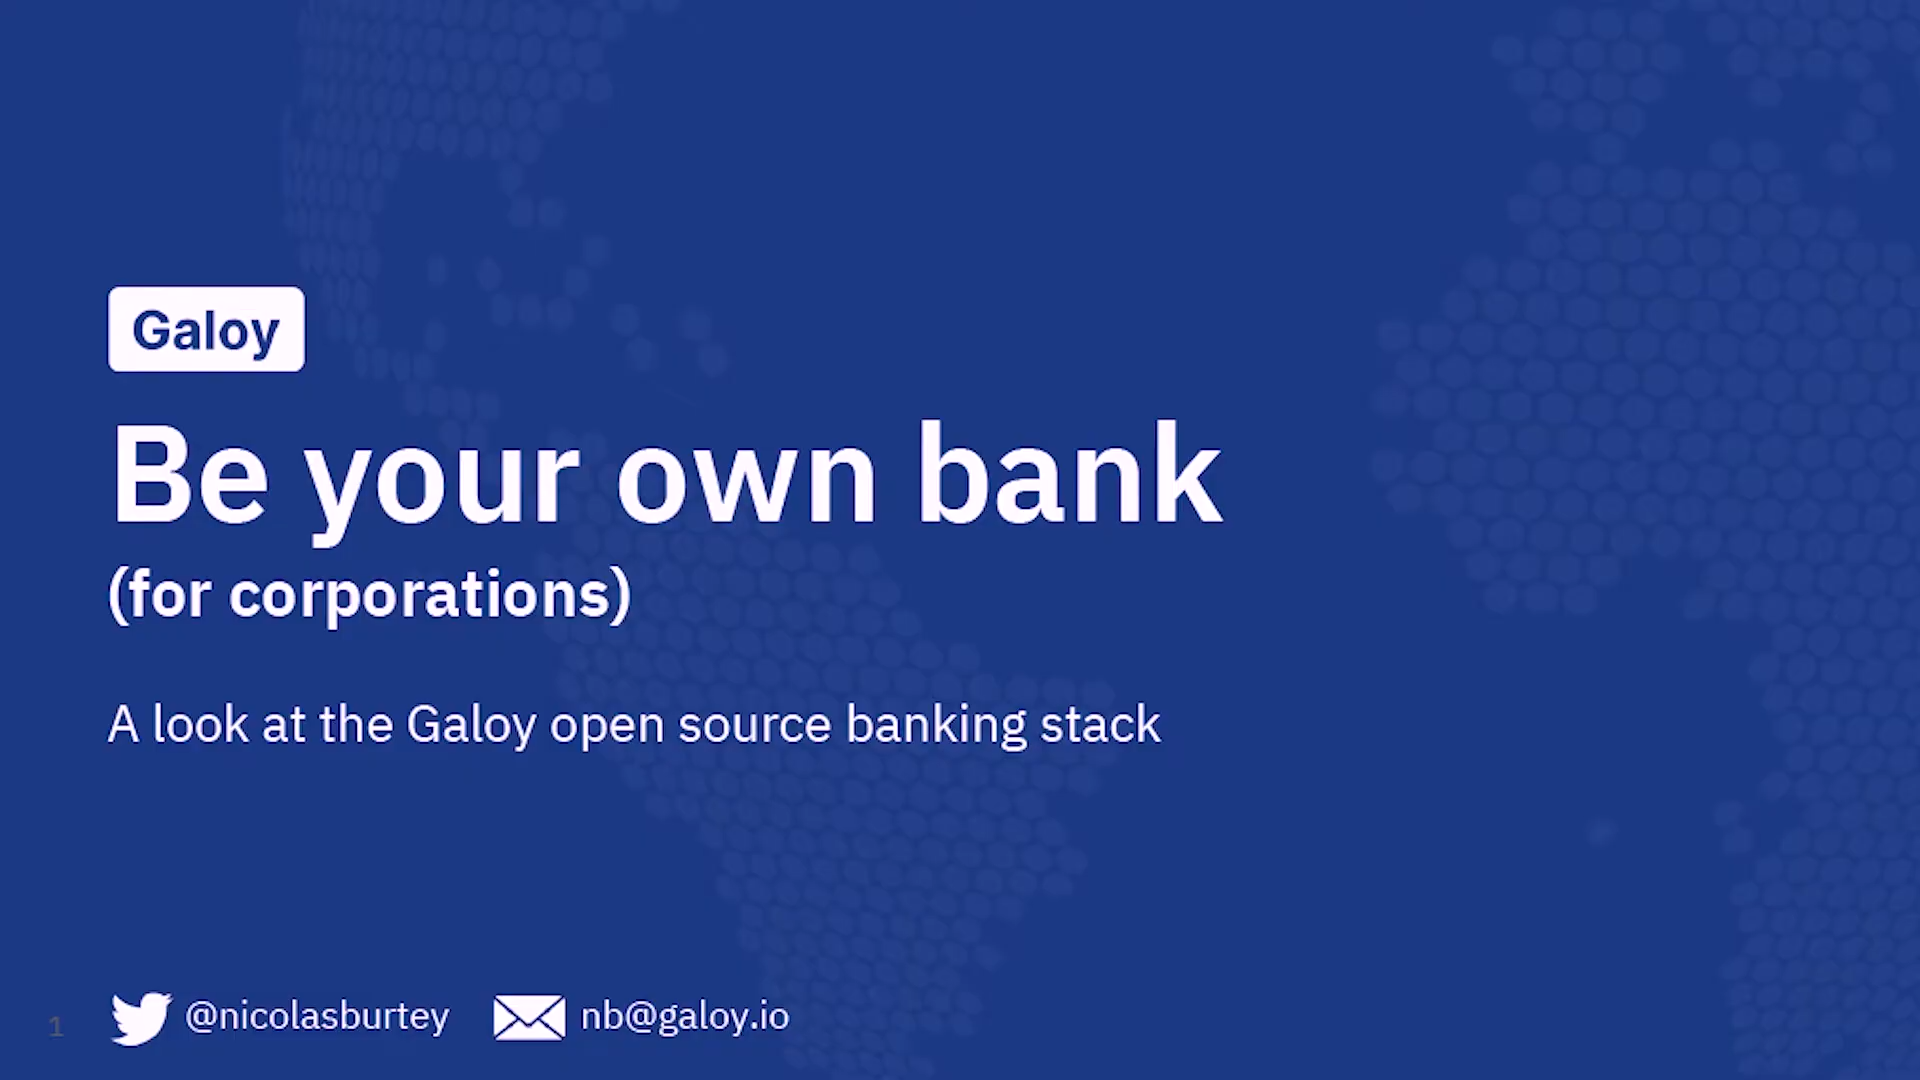 Galoy
Be your own bank
(for corporations)
A look at the Galoy open source banking stack
1 @nicolasburtey nb@galoy.io